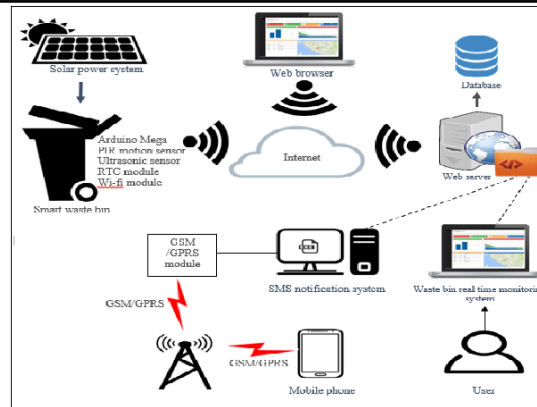 Solar power system
Web browser
Database
Arduino Mega
PIR motion sensor
Ultrasonic sensor
RTC module
Wi-fi module
Internet
Web server
Smart waste bin
GSM
/GPRS
module
SMS notification system
Waste bin real time monitorin
system
GSM/GPRS
GSM/GPRS
Mobile phone
User